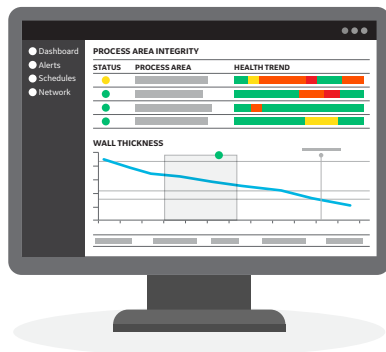 Dashboard
Alerts
Schedules
Network
PROCESS AREA INTEGRITY
STATUS PROCESS AREA HEALTH TREND
WALL THICKNESS